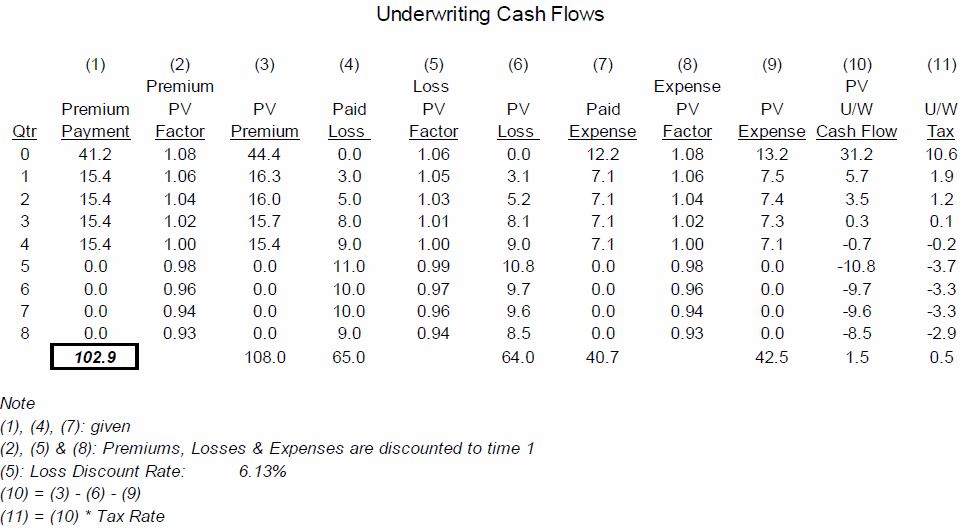 Underwriting Cash Flows
(1) (2) (3) (4) (5) (6) (7) (8) (9) (10) (11)
Premium Loss Expense PV
Premium PV PV Paid PV PV Paid PV PV U/W U/W
Qtr Payment Factor Premium Loss Factor Loss Expense Factor Expense Cash Flow Tax
0 41.2 1.08 44.4 0.0 1.06 0.0 12.2 1.08 13.2 31.2 10.6
1 15.4 1.06 16.3 3.0 1.05 3.1 7.1 1.06 7.5 5.7 1.9
2 15.4 1.04 16.0 5.0 1.03 5.2 7.1 1.04 7.4 3.5 1.2
3 15.4 1.02 15.7 8.0 1.01 8.1 7.1 1.02 7.3 0.3 0.1
4 15.4 1.00 15.4 9.0 1.00 9.0 7.1 1.00 7.1 -0.7 -0.2
5 0.0 0.98 0.0 11.0 0.99 10.8 0.0 0.98 0.0 -10.8 -3.7
6 0.0 0.96 0.0 10.0 0.97 9.7 0.0 0.96 0.0 -9.7 -3.3
7 0.0 0.94 0.0 10.0 0.96 9.6 0.0 0.94 0.0 -9.6 -3.3
8 0.0 0.93 0.0 9.0 0.94 8.5 0.0 0.93 0.0 -8.5 -2.9
102.9 108.0 65.0 64.0 40.7 42.5 1.5 0.5
Note
(1), (4), (7): given
(2), (5) & (8): Premiums, Losses & Expenses are discounted to time 1
(5): Loss Discount Rate: 6.13%
(10) = (3) - (6) - (9)
(11) = (10) * Tax Rate